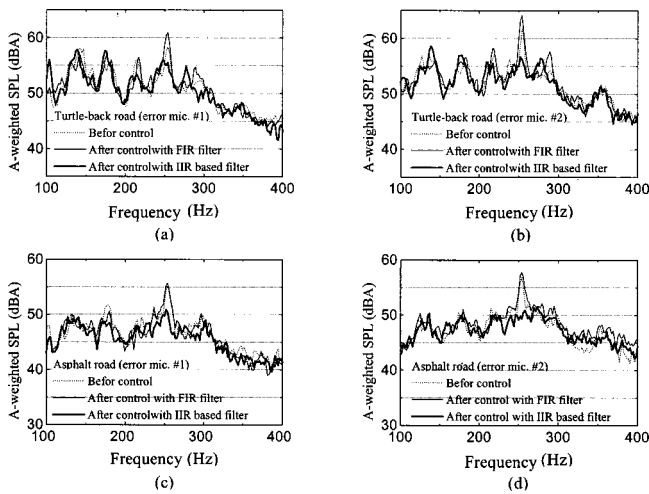 A-weighted SPL (dBA)
60
50
40
Turtle-back road (error mic. #1)
Befor control
After controlwith FIR filter
After controlwith IIR based filter
100 200 300 400
Frequency (Hz)
(a)
A-weighted SPL (dBA)
60
50
40
Turtle-back road (error mic. #2)
Befor control
After controlwith FIR filter
After controlwith IIR based filter
100 200 300 400
Frequency (Hz)
(b)
A-weighted SPL (dBA)
60
50
40
30
Asphalt road (error mic. #1)
Befor control
After control with FIR filter
After controlwith IIR based filter
100 200 300 400
Frequency (Hz)
(c)
A-weighted SPL (dBA)
60
50
40
30
Asphalt road (error mic. #2)
Befor control
After control with FIR filter
After control with IIR based filter
100 200 300 400
Frequency (Hz)
(d)